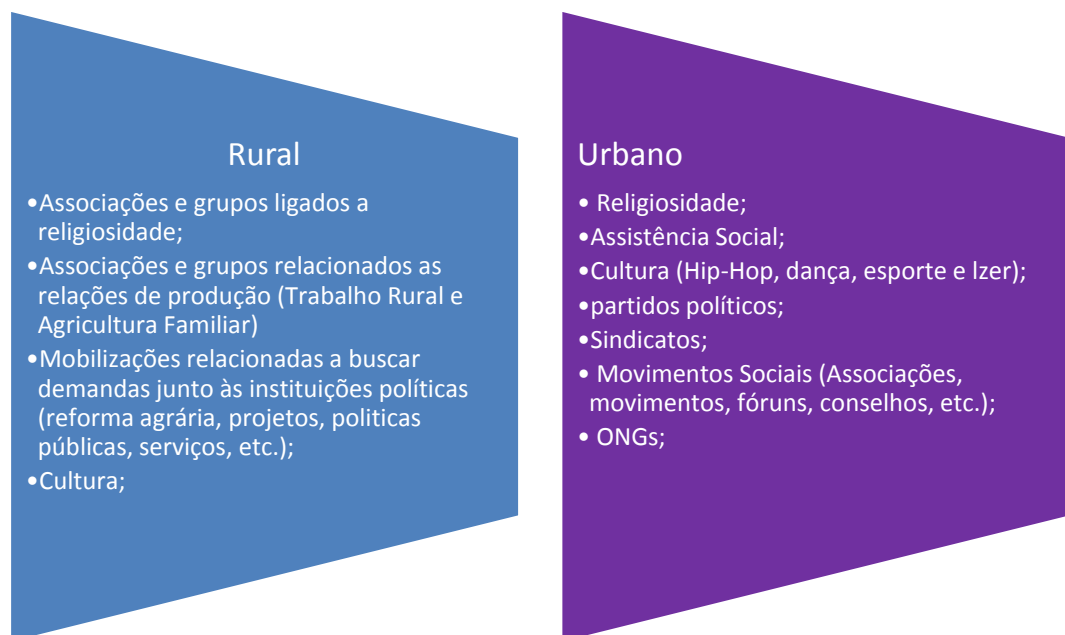 Rural
•Associações e grupos ligados a
religiosidade;
•Associações e grupos relacionados as
relações de produção (Trabalho Rural e
Agricultura Familiar)
•Mobilizações relacionadas a buscar
demandas junto às instituições políticas
(reforma agrária, projetos, politicas
públicas, serviços, etc.);
•Cultura;
Urbano
• Religiosidade;
•Assistência Social;
•Cultura (Hip-Hop, dança, esporte e lzer);
•partidos políticos;
•Sindicatos;
• Movimentos Sociais (Associações,
movimentos, fóruns, conselhos, etc.);
• ONGs;